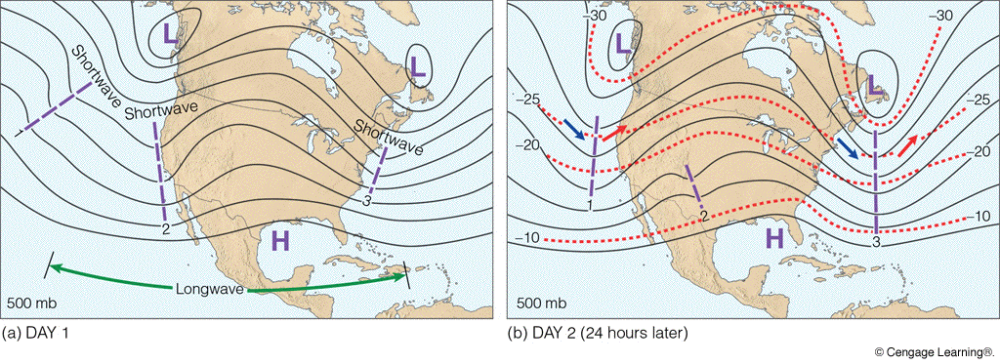 L
L
Shortwave
Shortwave
Shortwave
1
2
3
H
Longwave
500 mb
(a) DAY 1
–30
–30
L
L
–25
–25
–20
–20
1
2
3
H
–10
–10
500 mb
(b) DAY 2 (24 hours later)
© Cengage Learning®.